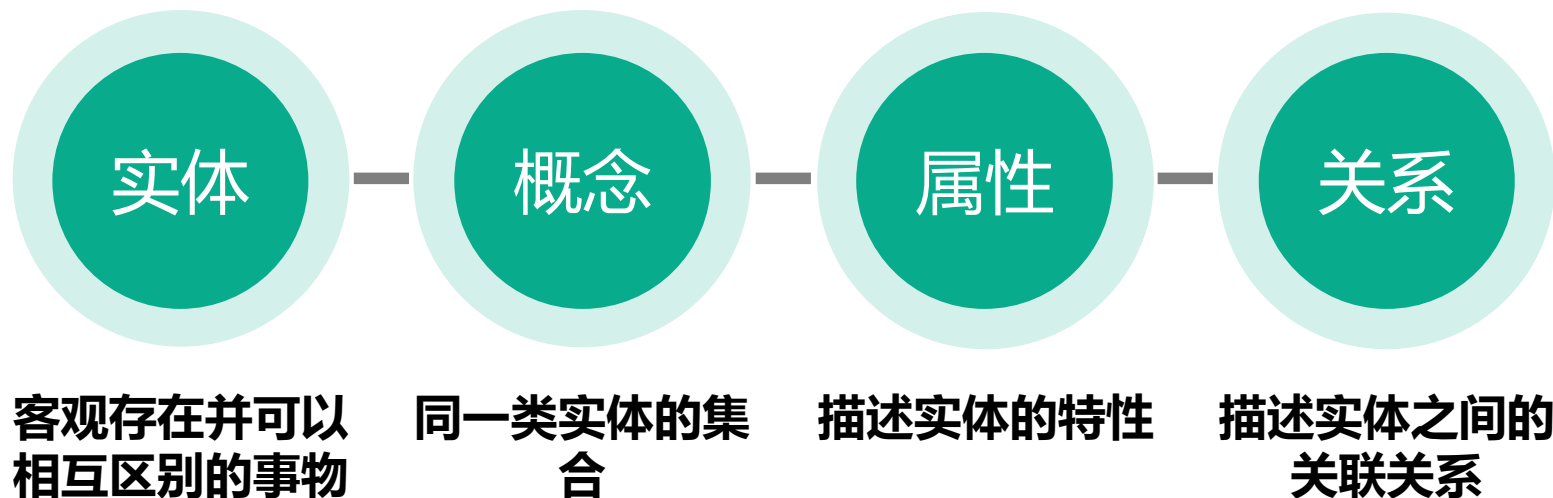 实体
概念
属性
关系
客观存在并可以
相互区别的事物
同一类实体的集
合
描述实体的特性
描述实体之间的
关联关系